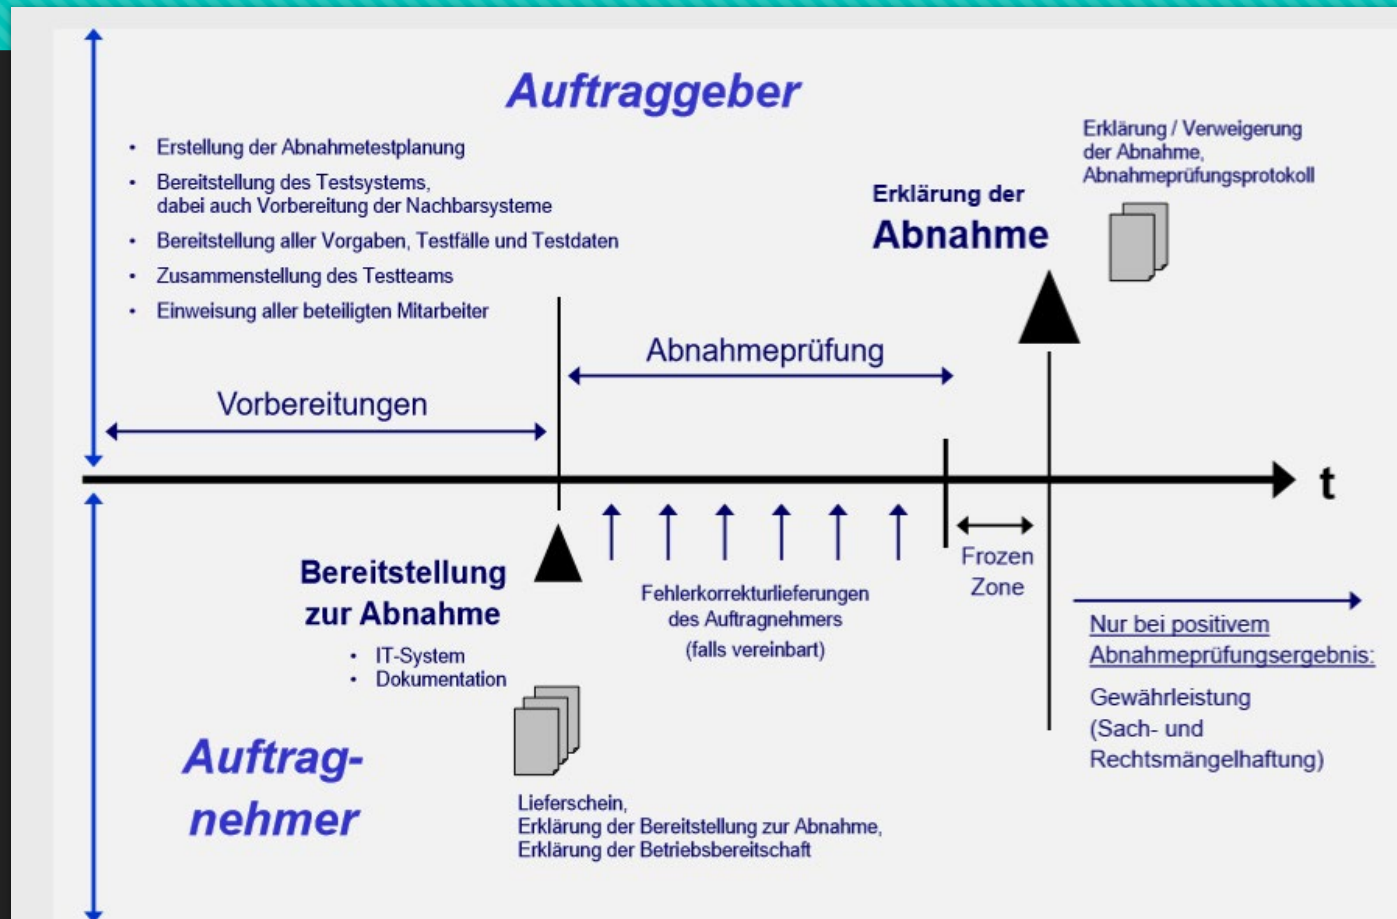 Auftraggeber
• Erstellung der Abnahmetestplanung
• Bereitstellung des Testsystems,
dabei auch Vorbereitung der Nachbarsysteme
• Bereitstellung aller Vorgaben, Testfälle und Testdaten
• Zusammenstellung des Testteams
• Einweisung aller beteiligten Mitarbeiter
Erklärung / Verweigerung
der Abnahme,
Abnahmeprüfungsprotokoll
Erklärung der
Abnahme
Abnahmeprüfung
Vorbereitungen
t
Bereitstellung
zur Abnahme
• IT-System
• Dokumentation
Fehlerkorrekturlieferungen
des Auftragnehmers
(falls vereinbart)
Frozen
Zone
Nur bei positivem
Abnahmeprüfungsergebnis:
Gewährleistung
(Sach- und
Rechtsmängelhaftung)
Auftrag-
nehmer
Lieferschein,
Erklärung der Bereitstellung zur Abnahme,
Erklärung der Betriebsbereitschaft